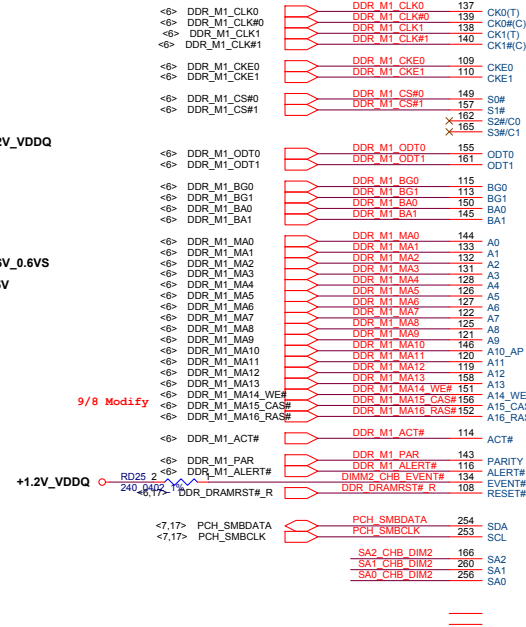 <6> DDR_M1_CLK0 DDR_M1_CLK0 137 CK0(T)
<6> DDR_M1_CLK#0 DDR_M1_CLK#0 139 CK0#(C)
<6> DDR_M1_CLK1 DDR_M1_CLK1 138 CK1(T)
<6> DDR_M1_CLK#1 DDR_M1_CLK#1 140 CK1#(C)
<6> DDR_M1_CKE0 DDR_M1_CKE0 109 CKE0
<6> DDR_M1_CKE1 DDR_M1_CKE1 110 CKE1
<6> DDR_M1_CS#0 DDR_M1_CS#0 149 S0#
<6> DDR_M1_CS#1 DDR_M1_CS#1 157 S1#
162 S2#/C0
165 S3#/C1
2V_VDDQ
<6> DDR_M1_ODT0 DDR_M1_ODT0 155 ODT0
<6> DDR_M1_ODT1 DDR_M1_ODT1 161 ODT1
<6> DDR_M1_BG0 DDR_M1_BG0 115 BG0
<6> DDR_M1_BG1 DDR_M1_BG1 113 BG1
<6> DDR_M1_BA0 DDR_M1_BA0 150 BA0
<6> DDR_M1_BA1 DDR_M1_BA1 145 BA1
<6> DDR_M1_MA0 DDR_M1_MA0 144 A0
<6> DDR_M1_MA1 DDR_M1_MA1 133 A1
6V_0.6VS <6> DDR_M1_MA2 DDR_M1_MA2 132 A2
<6> DDR_M1_MA3 DDR_M1_MA3 131 A3
V <6> DDR_M1_MA4 DDR_M1_MA4 128 A4
<6> DDR_M1_MA5 DDR_M1_MA5 126 A5
<6> DDR_M1_MA6 DDR_M1_MA6 127 A6
<6> DDR_M1_MA7 DDR_M1_MA7 122 A7
<6> DDR_M1_MA8 DDR_M1_MA8 125 A8
<6> DDR_M1_MA9 DDR_M1_MA9 121 A9
<6> DDR_M1_MA10 DDR_M1_MA10 146 A10_AP
<6> DDR_M1_MA11 DDR_M1_MA11 120 A11
<6> DDR_M1_MA12 DDR_M1_MA12 119 A12
<6> DDR_M1_MA13 DDR_M1_MA13 158 A13
<6> DDR_M1_MA14_WE# DDR_M1_MA14_WE# 151 A14_WE
9/8 Modify <6> DDR_M1_MA15_CAS# DDR_M1_MA15_CAS# 156 A15_CAS
<6> DDR_M1_MA16_RAS# DDR_M1_MA16_RAS# 152 A16_RAS
<6> DDR_M1_ACT# DDR_M1_ACT# 114 ACT#
<6> DDR_M1_PAR DDR_M1_PAR 143 PARITY
<6> DDR_M1_ALERT# DDR_M1_ALERT# 116 ALERT#
+1.2V_VDDQ RD25 2 1 DIMM2_CHB_EVENT# 134 EVENT#
240_0402_1% <6,17> DDR_DRAMRST#_R DDR_DRAMRST#_R 108 RESET#
<7,17> PCH_SMBDATA PCH_SMBDATA 254 SDA
<7,17> PCH_SMBCLK PCH_SMBCLK 253 SCL
SA2_CHB_DIM2 166 SA2
SA1_CHB_DIM2 260 SA1
SA0_CHB_DIM2 256 SA0